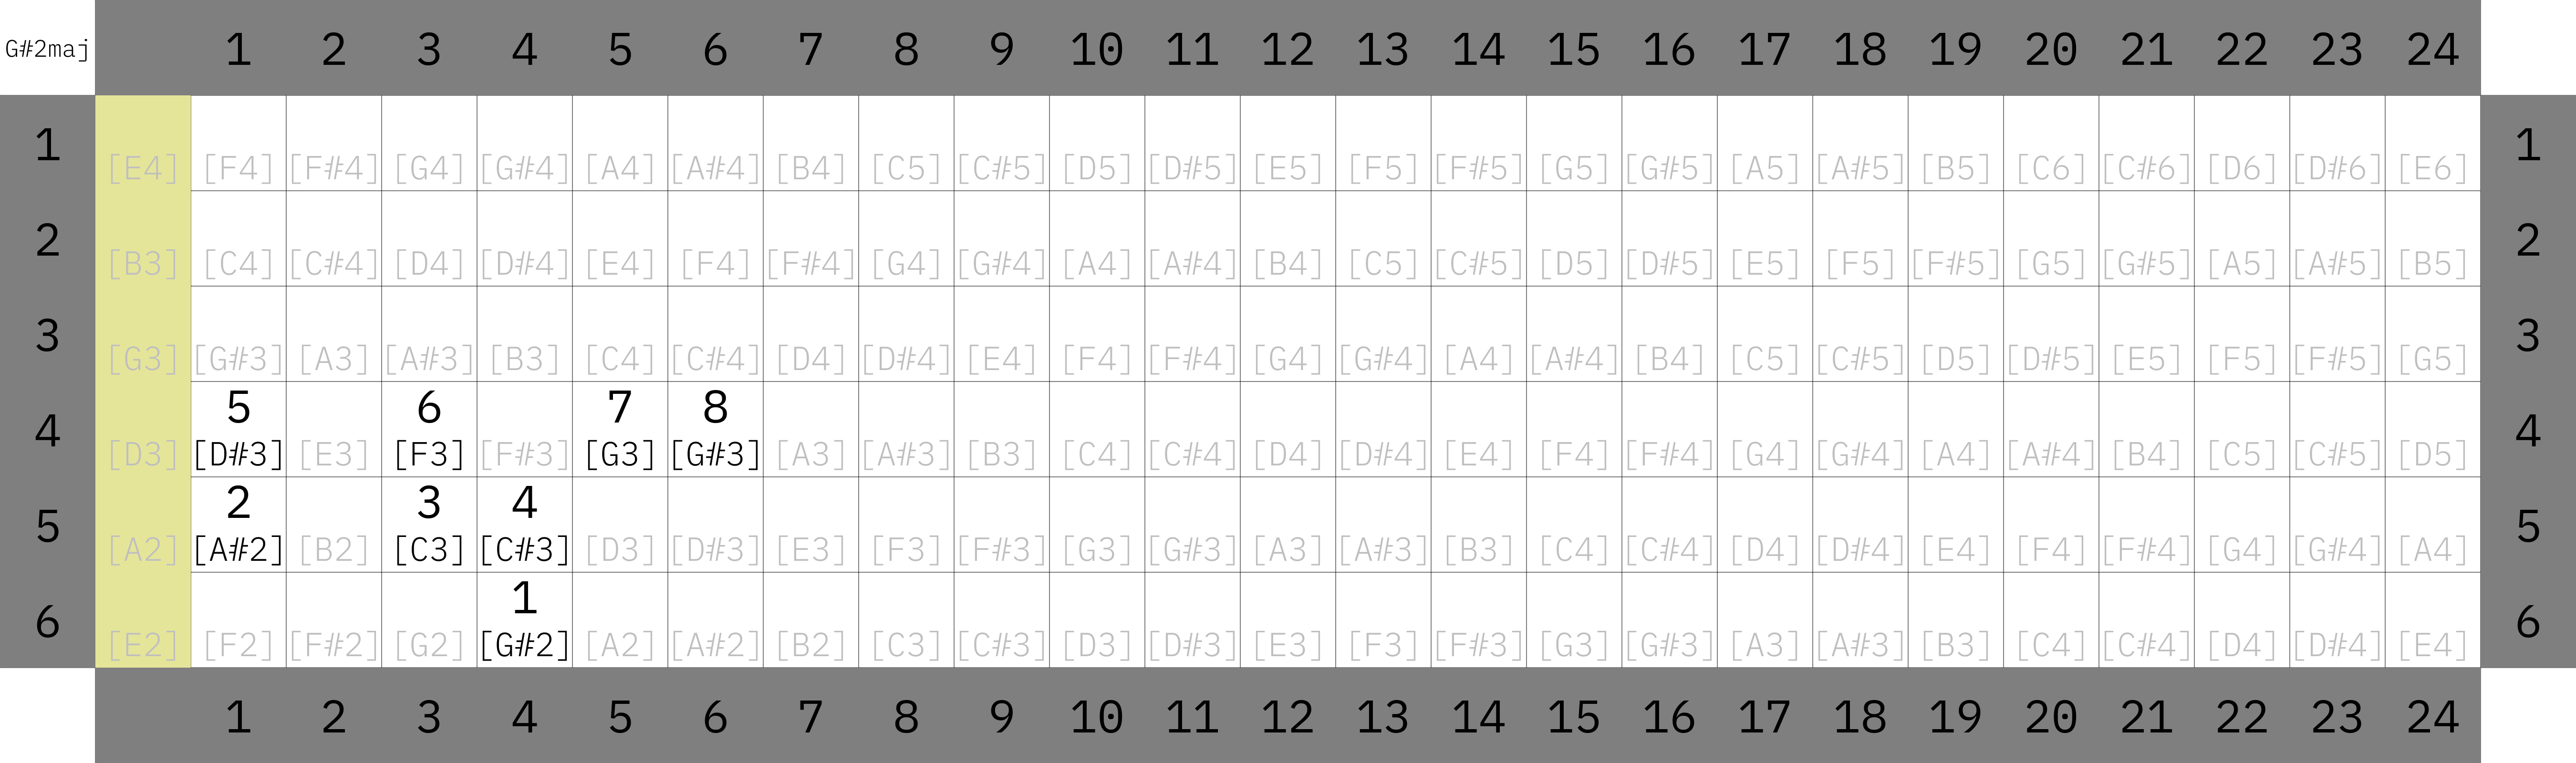 G#2maj 1 2 3 4 5 6 7 8 9 10 11 12 13 14 15 16 17 18 19 20 21 22 23 24
1 [E4] [F4] [F#4] [G4] [G#4] [A4] [A#4] [B4] [C5] [C#5] [D5] [D#5] [E5] [F5] [F#5] [G5] [G#5] [A5] [A#5] [B5] [C6] [C#6] [D6] [D#6] [E6] 1
2 [B3] [C4] [C#4] [D4] [D#4] [E4] [F4] [F#4] [G4] [G#4] [A4] [A#4] [B4] [C5] [C#5] [D5] [D#5] [E5] [F5] [F#5] [G5] [G#5] [A5] [A#5] [B5] 2
3 [G3] [G#3] [A3] [A#3] [B3] [C4] [C#4] [D4] [D#4] [E4] [F4] [F#4] [G4] [G#4] [A4] [A#4] [B4] [C5] [C#5] [D5] [D#5] [E5] [F5] [F#5] [G5] 3
5 6 7 8
4 [D3] [D#3] [E3] [F3] [F#3] [G3] [G#3] [A3] [A#3] [B3] [C4] [C#4] [D4] [D#4] [E4] [F4] [F#4] [G4] [G#4] [A4] [A#4] [B4] [C5] [C#5] [D5] 4
2 3 4
5 [A2] [A#2] [B2] [C3] [C#3] [D3] [D#3] [E3] [F3] [F#3] [G3] [G#3] [A3] [A#3] [B3] [C4] [C#4] [D4] [D#4] [E4] [F4] [F#4] [G4] [G#4] [A4] 5
1
6 [E2] [F2] [F#2] [G2] [G#2] [A2] [A#2] [B2] [C3] [C#3] [D3] [D#3] [E3] [F3] [F#3] [G3] [G#3] [A3] [A#3] [B3] [C4] [C#4] [D4] [D#4] [E4] 6
1 2 3 4 5 6 7 8 9 10 11 12 13 14 15 16 17 18 19 20 21 22 23 24